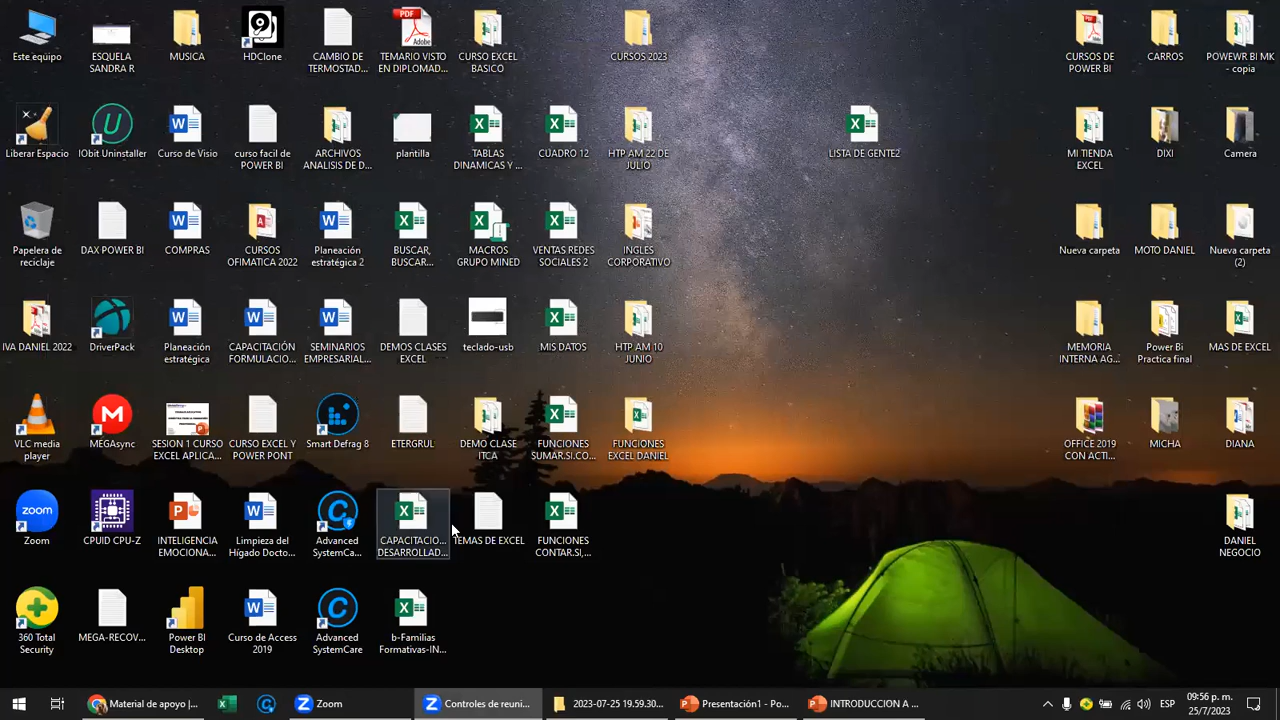 Este equipo
ESCUELA
SANDRA R
MUSICA
HDClone
CAMBIO DE
TERMOSTAD...
PDF
Adobe
TEMARIO VISTO
EN DIPLOMAD...
CURSO EXCEL
BASICO
CURSOS 2023
CURSOS DE
POWER BI
CARROS
POWEWR BI MK
- copia
Liberar Espacio
IObit Uninstaller
Curso de Visio
curso facil de
POWER BI
ARCHIVOS
ANALISIS DE D...
plantilla
TABLAS
DINAMICAS Y ...
CUADRO 12
HTP AM 22 DE
JULIO
LISTA DE GENTE2
MI TIENDA
EXCEL
DIXI
Camera
Papelera de
reciclaje
DAX POWER BI
COMPRAS
CURSOS
OFIMATICA 2022
Planeación
estratégica 2
BUSCAR,
BUSCAR...
MACROS
GRUPO MINED
VENTAS REDES
SOCIALES 2
INGLES
CORPORATIVO
Nueva carpeta
MOTO DANIEL
Nueva carpeta
(2)
IVA DANIEL 2022
DriverPack
Planeación
estratégica
CAPACITACIÓN
FORMULACIO...
SEMINARIOS
EMPRESARIAL...
DEMOS CLASES
EXCEL
teclado-usb
MIS DATOS
HTP AM 10
JUNIO
MEMORIA
INTERNA AG...
Power Bi
Practica final
MAS DE EXCEL
VLC media
player
MEGAsync
SESION 1 CURSO
EXCEL APLICA...
CURSO EXCEL Y
POWER PONT
Smart Defrag 8
ETERGRUL
DEMO CLASE
ITCA
FUNCIONES
SUMAR.SI.CO...
FUNCIONES
EXCEL DANIEL
OFFICE 2019
CON ACTI...
MICHA
DIANA
zoom
Zoom
CPUID CPU-Z
INTELIGENCIA
EMOCIONA...
Limpieza del
Hígado Docto...
Advanced
SystemCare...
CAPACITACIO...
DESARROLLAD...
TEMAS DE EXCEL
FUNCIONES
CONTAR.SI,...
DANIEL
NEGOCIO
360 Total
Security
MEGA-RECOV...
Power BI
Desktop
Curso de Access
2019
Advanced
SystemCare
b-Familias
Formativas-IN...
Material de apoyo |...
Zoom
Controles de reuni...
2023-07-25 19.59.30...
Presentación1 - Po...
INTRODUCCION A ...
ESP
09:56 p. m.
25/7/2023